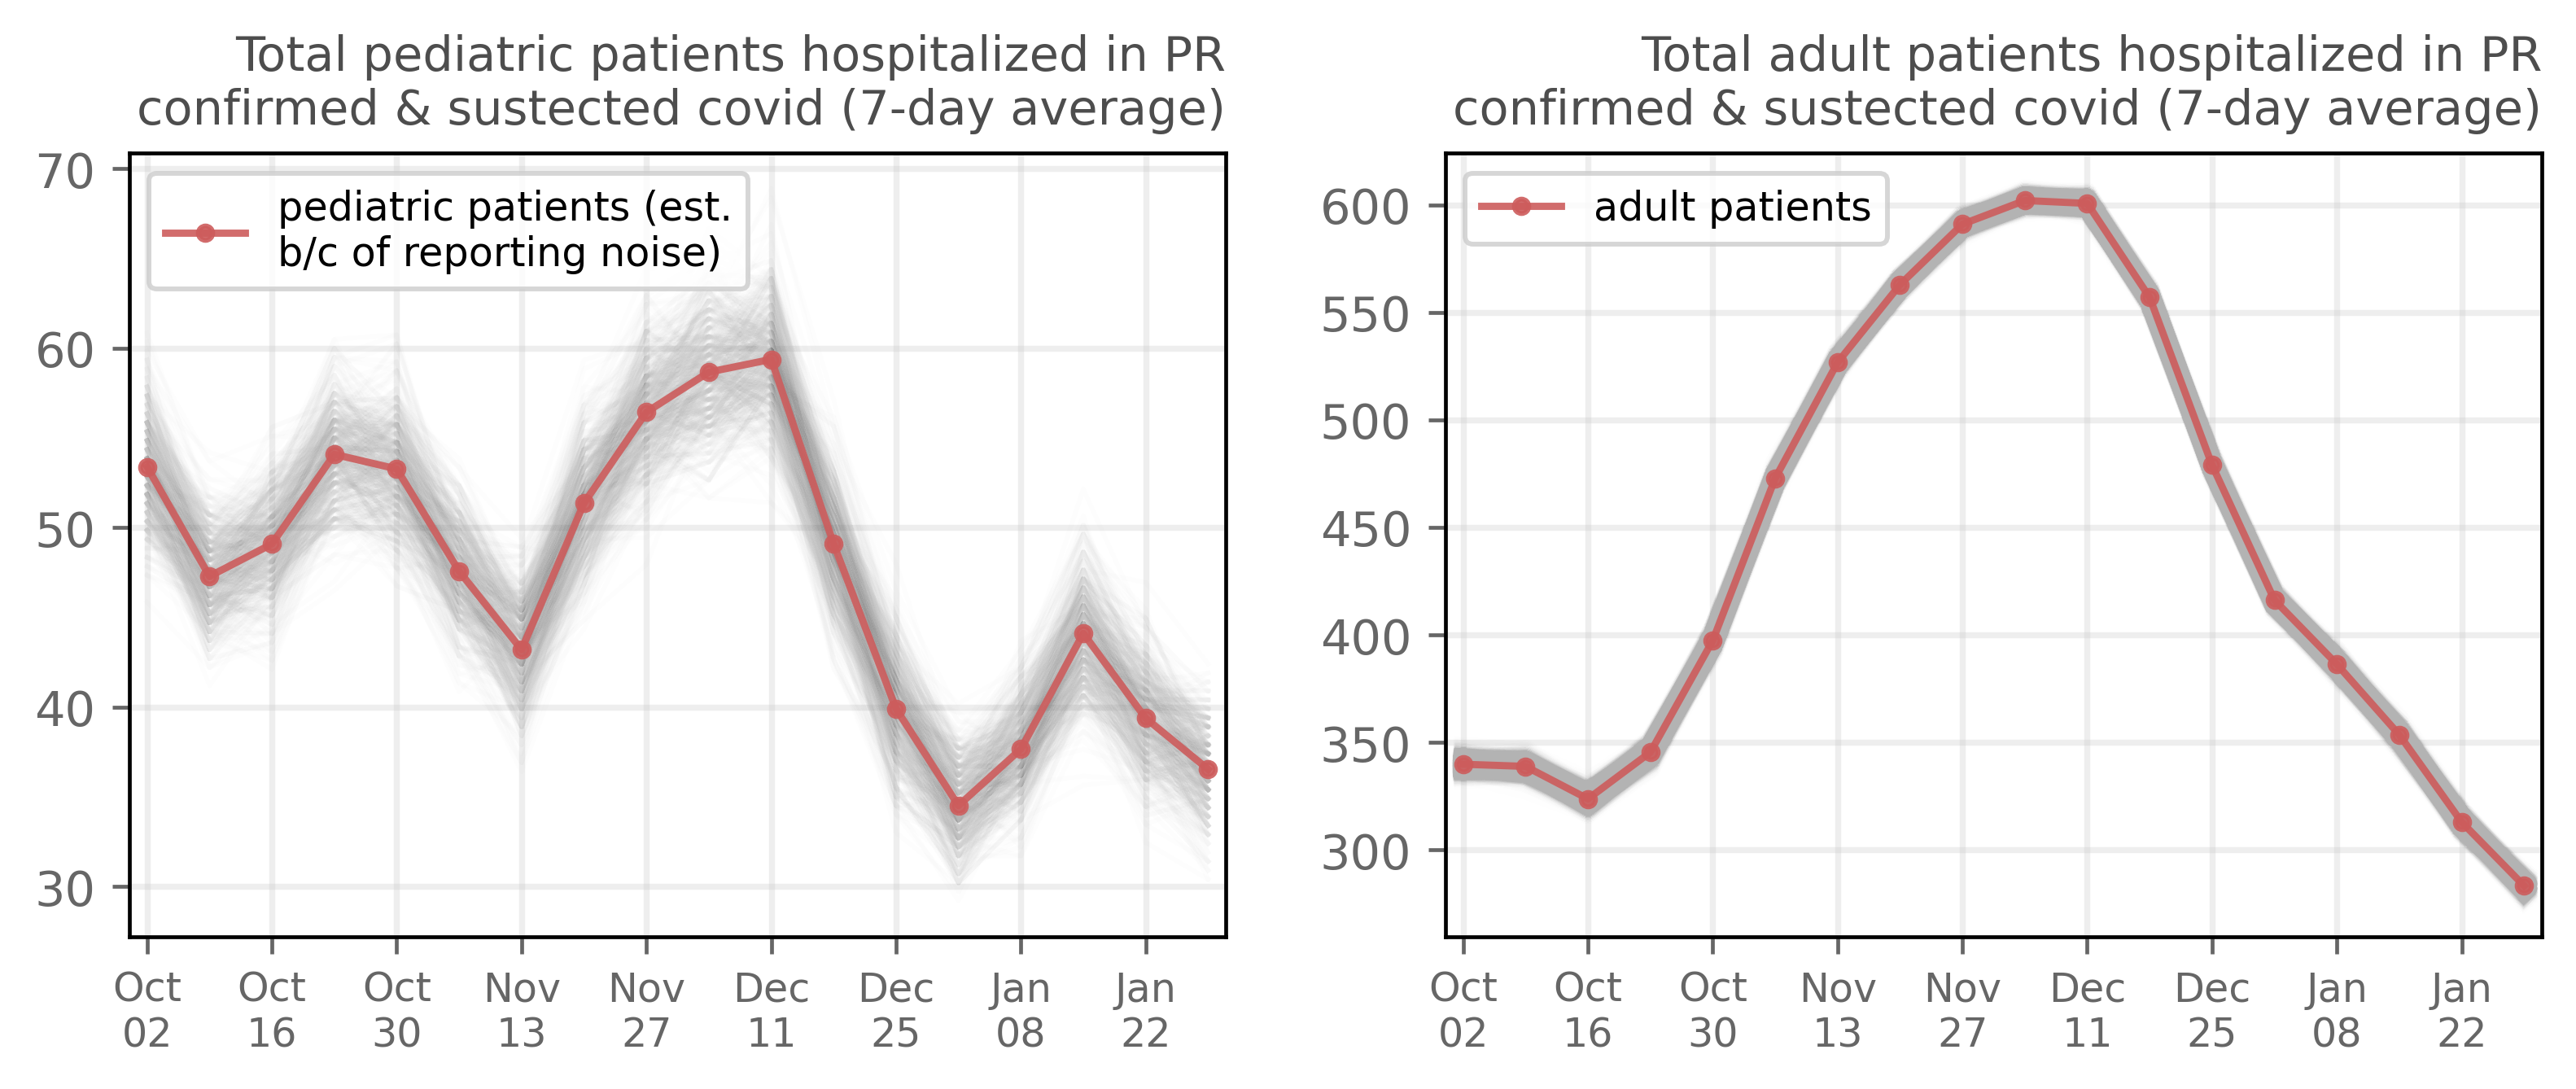 Total pediatric patients hospitalized in PR
confirmed & sustected covid (7-day average)
70
60
50
40
30
pediatric patients (est.
b/c of reporting noise)
Oct Oct Oct Nov Nov Dec Dec Jan Jan
02 16 30 13 27 11 25 08 22
Total adult patients hospitalized in PR
confirmed & sustected covid (7-day average)
600
550
500
450
400
350
300
adult patients
Oct Oct Oct Nov Nov Dec Dec Jan Jan
02 16 30 13 27 11 25 08 22